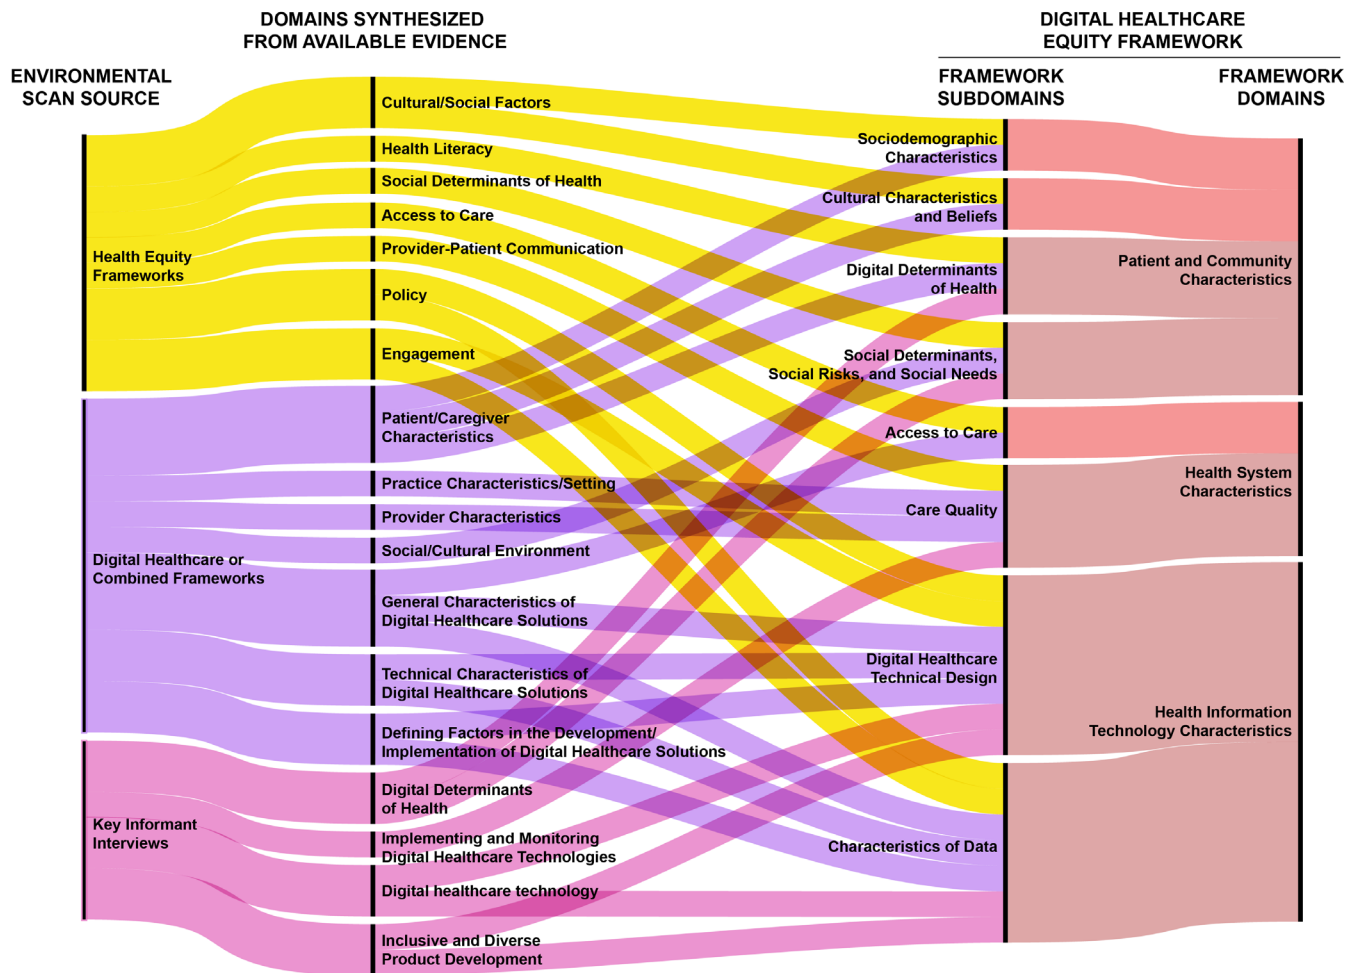 DOMAINS SYNTHESIZED
FROM AVAILABLE EVIDENCE
DIGITAL HEALTHCARE
EQUITY FRAMEWORK
ENVIRONMENTAL
SCAN SOURCE
FRAMEWORK
SUBDOMAINS
FRAMEWORK
DOMAINS
Health Equity
Frameworks
Digital Healthcare or
Combined Frameworks
Key Informant
Interviews
Cultural/Social Factors
Health Literacy
Social Determinants of Health
Access to Care
Provider-Patient Communication
Policy
Engagement
Patient/Caregiver
Characteristics
Practice Characteristics/Setting
Provider Characteristics
Social/Cultural Environment
General Characteristics of
Digital Healthcare Solutions
Technical Characteristics of
Digital Healthcare Solutions
Defining Factors in the Development/
Implementation of Digital Healthcare Solutions
Digital Determinants
of Health
Implementing and Monitoring
Digital Healthcare Technologies
Digital healthcare technology
Inclusive and Diverse
Product Development
Sociodemographic
Characteristics
Cultural Characteristics
and Beliefs
Digital Determinants
of Health
Social Determinants,
Social Risks, and Social Needs
Access to Care
Care Quality
Digital Healthcare
Technical Design
Characteristics of Data
Patient and Community
Characteristics
Health System
Characteristics
Health Information
Technology Characteristics